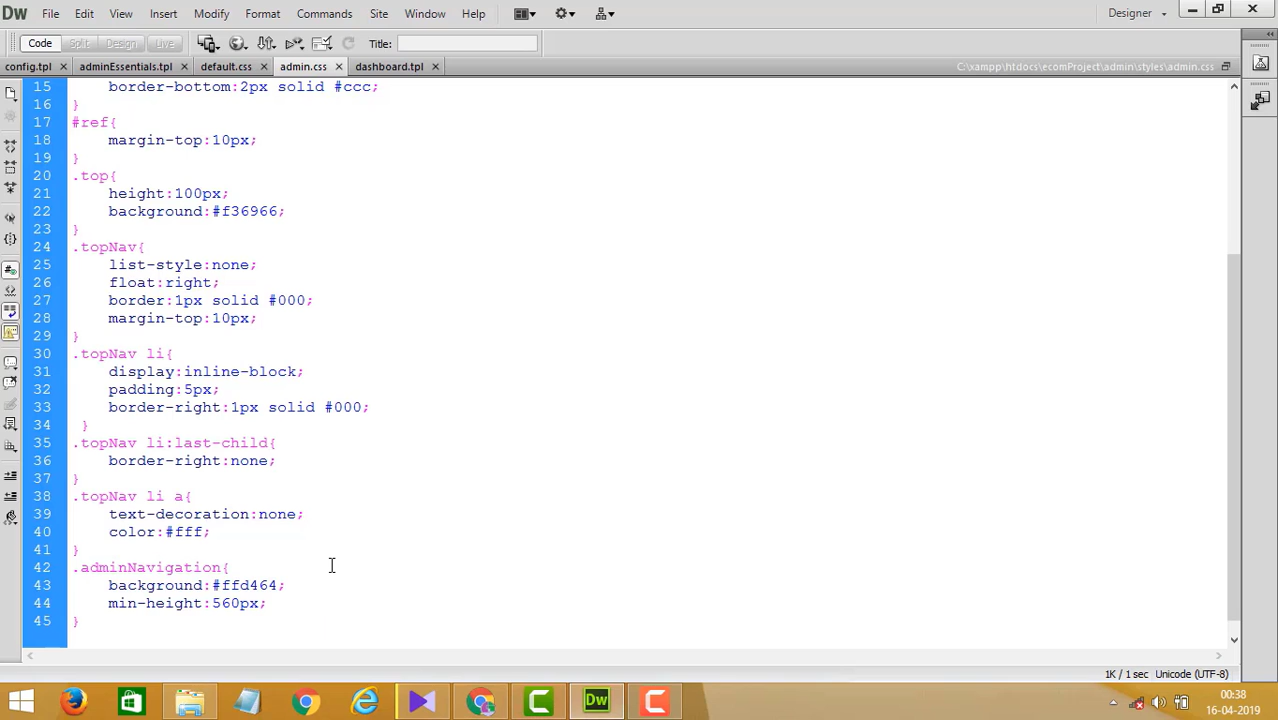 Dw File Edit View Insert Modify Format Commands Site Window Help Designer
Code Split Design Live Title:
config.tpl adminEssentials.tpl default.css admin.css dashboard.tpl C:\xampp\htdocs\ecomProject\admin\styles\admin.css
15 border-bottom:2px solid #ccc;
16 }
17 #ref{
18 margin-top:10px;
19 }
20 .top{
21 height:100px;
22 background:#f36966;
23 }
24 .topNav{
25 list-style:none;
26 float:right;
27 border:1px solid #000;
28 margin-top:10px;
29 }
30 .topNav li{
31 display:inline-block;
32 padding:5px;
33 border-right:1px solid #000;
34 }
35 .topNav li:last-child{
36 border-right:none;
37 }
38 .topNav li a{
39 text-decoration:none;
40 color:#fff;
41 }
42 .adminNavigation{
43 background:#ffd464;
44 min-height:560px;
45 }
1K / 1 sec Unicode (UTF-8)
Dw
00:38
16-04-2019